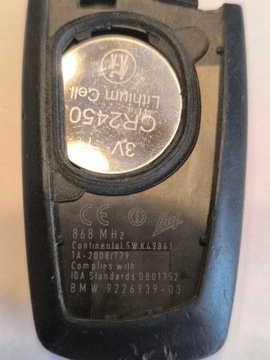 3V
CR2450
Lithium Cell
CE
868 MHz
Continental 5WK49861
TA-2008/779
Complies with
IDA Standards DB01752
BMW 9226939-03